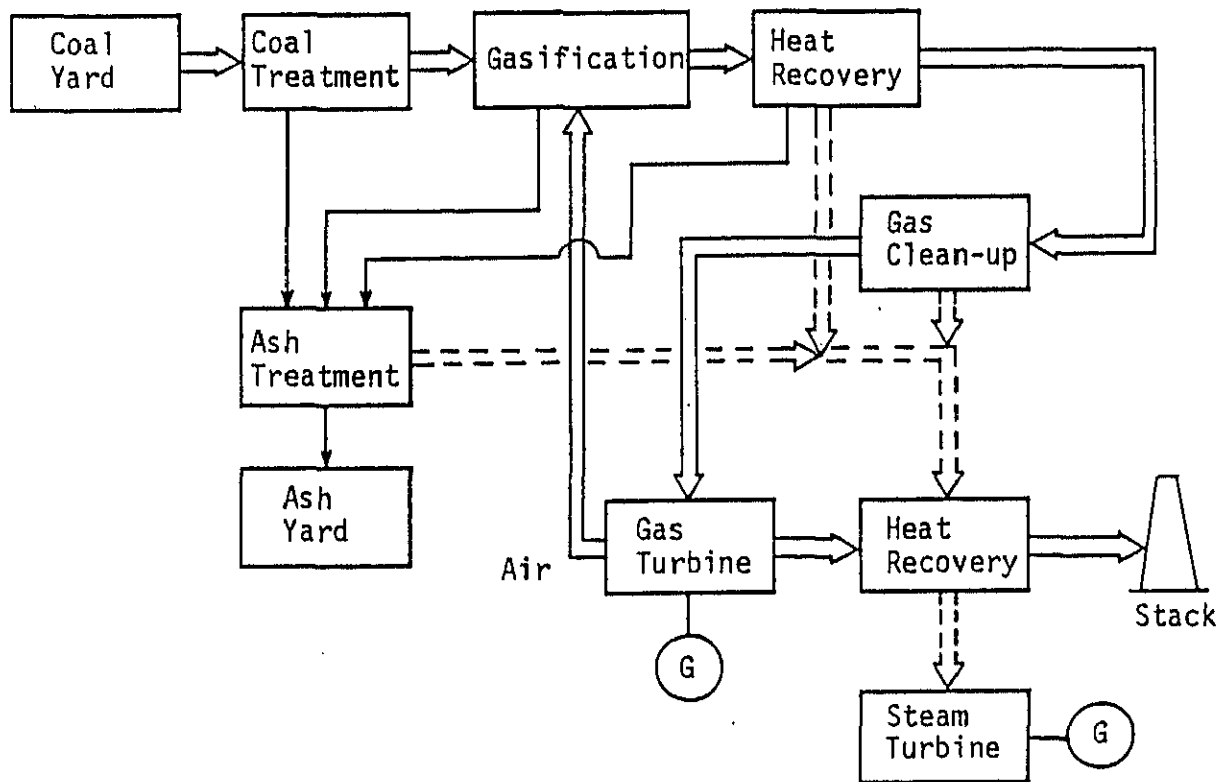 Coal
Yard
Coal
Treatment
Gasification
Heat
Recovery
Gas
Clean-up
Ash
Treatment
Ash
Yard
Air
Gas
Turbine
Heat
Recovery
Stack
G
Steam
Turbine
G